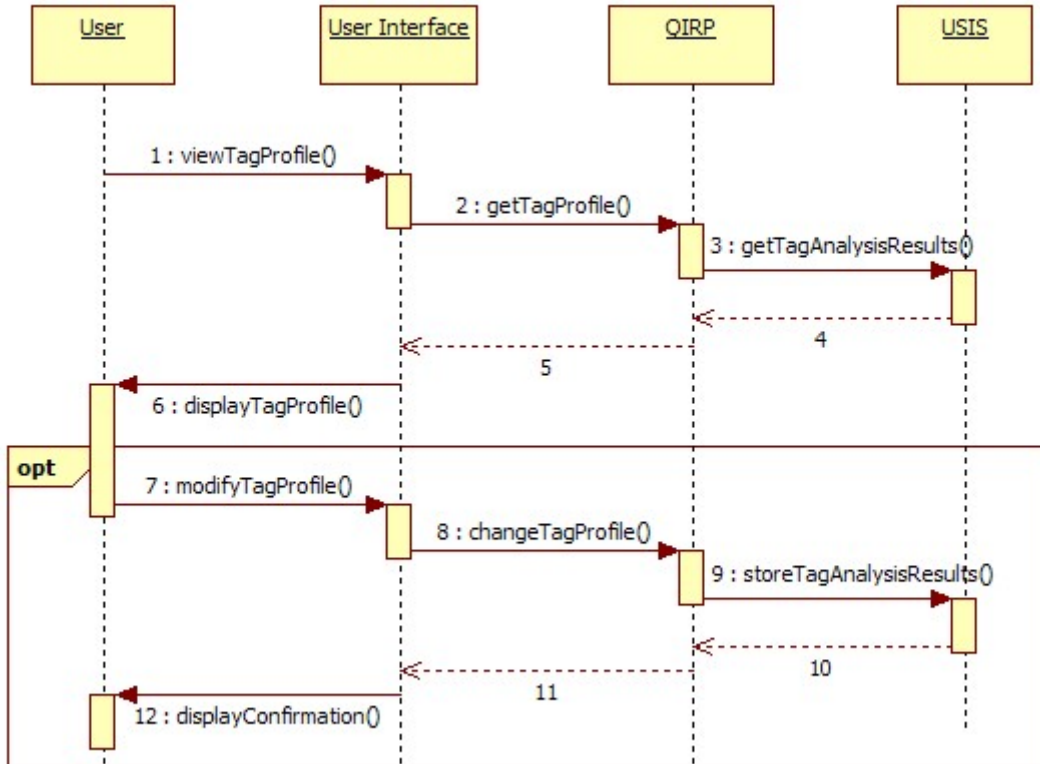 User
User Interface
QIRP
USIS
1 : viewTagProfile()
2 : getTagProfile()
3 : getTagAnalysisResults()
4
5
6 : displayTagProfile()
opt
7 : modifyTagProfile()
8 : changeTagProfile()
9 : storeTagAnalysisResults()
10
11
12 : displayConfirmation()